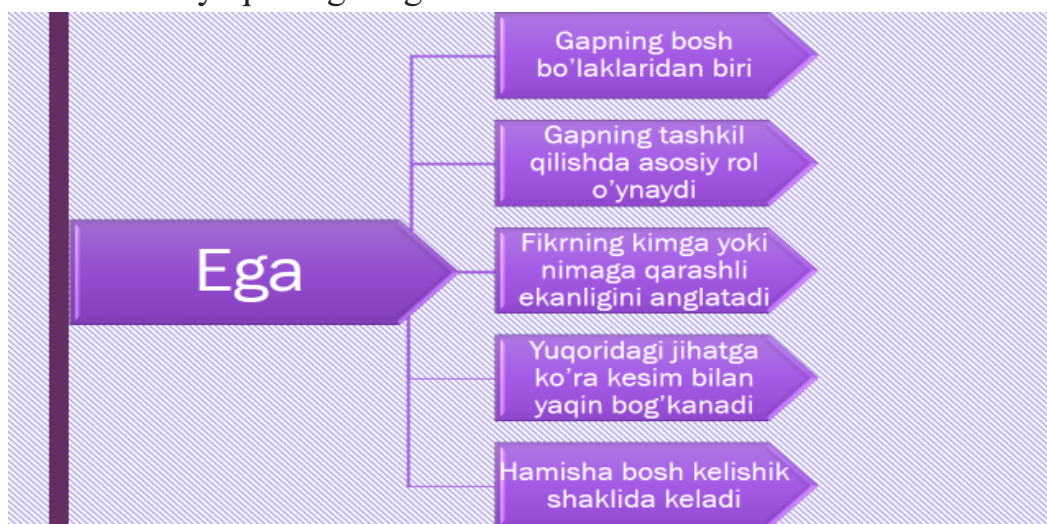 Ega
Gapning bosh
bo’laklaridan biri
Gapning tashkil
qilishda asosiy rol
o’ynaydi
Fikrning kimga yoki
nimaga qarashli
ekanligini anglatadi
Yuqoridagi jihatga
ko’ra kesim bilan
yaqin bog’kanadi
Hamisha bosh kelishik
shaklida keladi